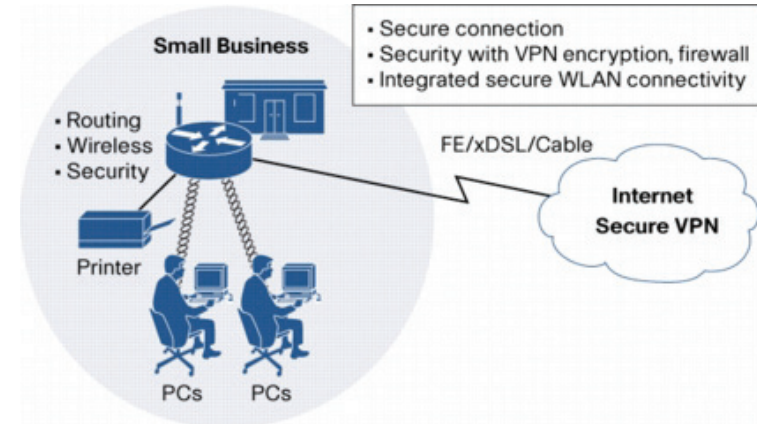 Small Business
▪ Secure connection
▪ Security with VPN encryption, firewall
▪ Integrated secure WLAN connectivity
▪ Routing
▪ Wireless
▪ Security
FE/xDSL/Cable
Internet
Secure VPN
Printer
PCs
PCs